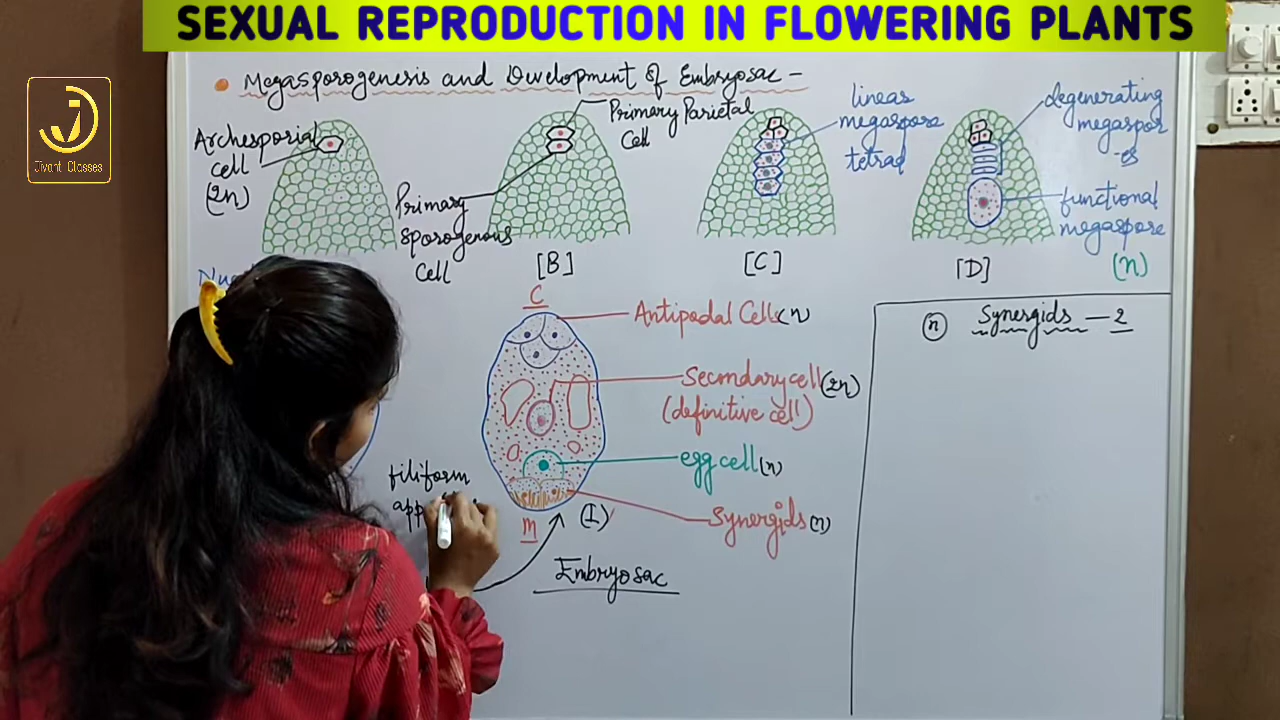 SEXUAL REPRODUCTION IN FLOWERING PLANTS
Jivant Classes
Megasporogenesis and Development of Embryosac -
Archesporial
cell
(2n)
Primary Parietal
Cell
Primary
sporogenous
Cell
[B]
linear
megaspore
tetrad
[C]
degenerating
megaspor
-es
functional
megaspore
(n)
[D]
C
Antipodal Cells (n)
Secondary cell (2n)
(definitive cell)
egg cell (n)
Synergids (n)
filiform
m
(I)
Embryosac
(n) Synergids - 2